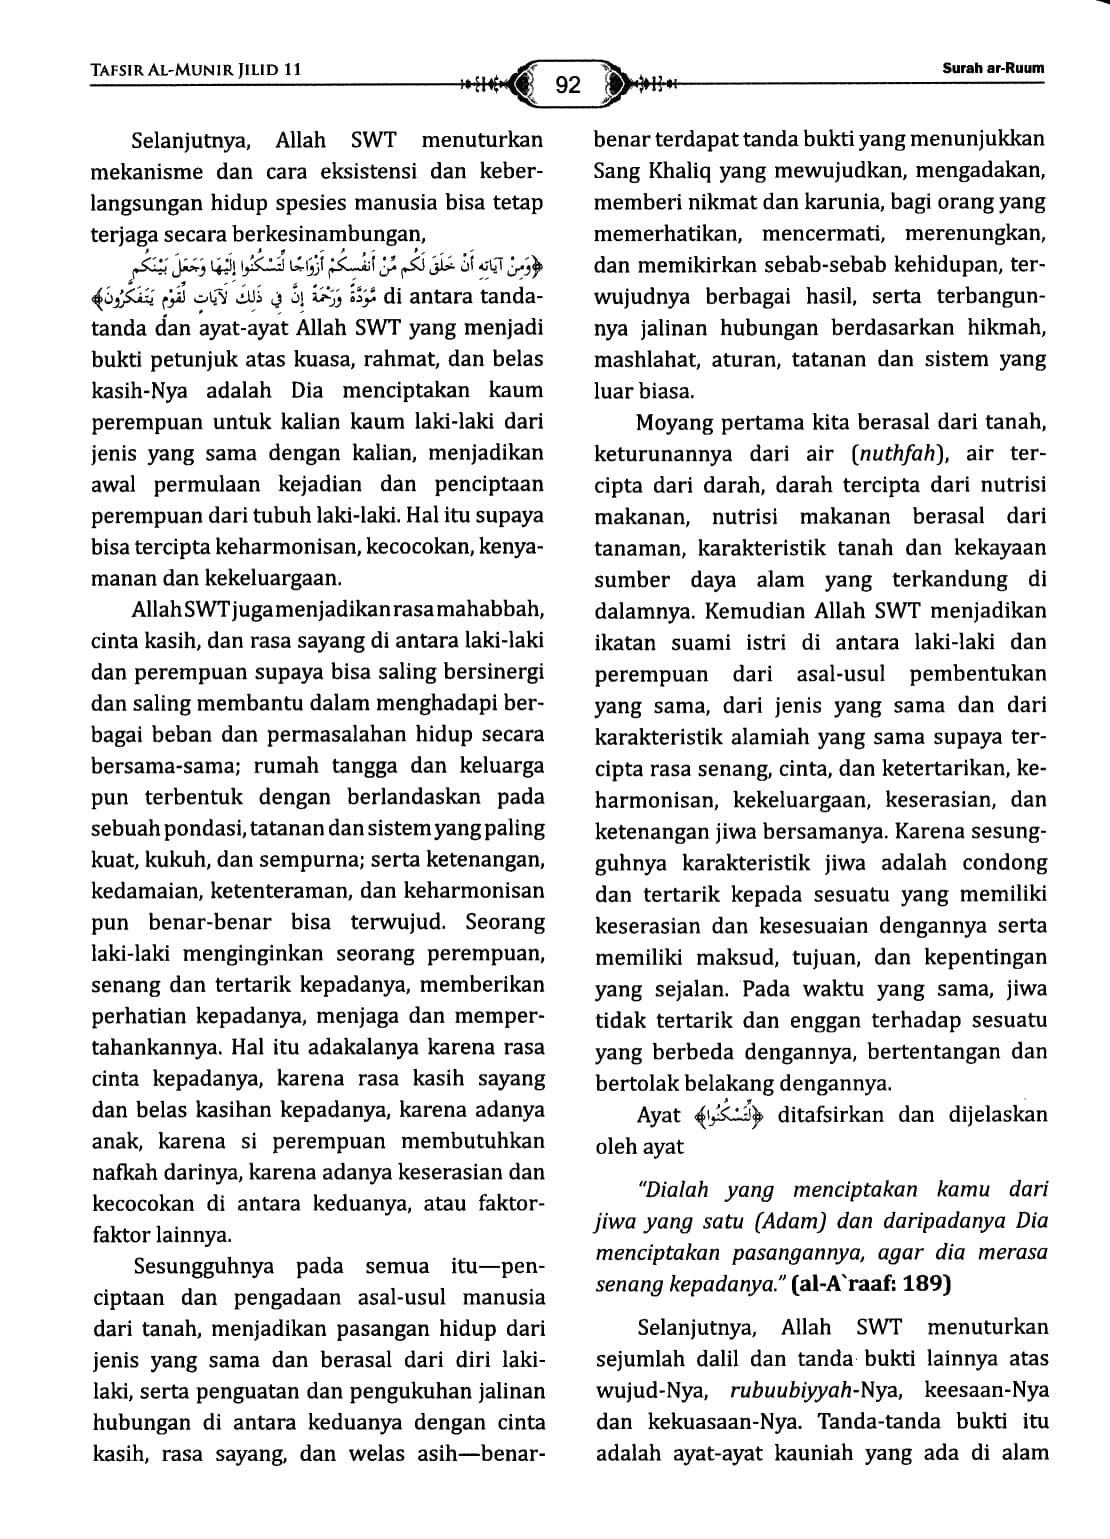 TAFSIR AL-MUNIR JILID 11
92
Surah ar-Ruum
Selanjutnya, Allah SWT menuturkan
mekanisme dan cara eksistensi dan keber-
langsungan hidup spesies manusia bisa tetap
terjaga secara berkesinambungan,
﴿وَمِنْ آيَاتِهِ أَنْ خَلَقَ لَكُم مِّنْ أَنفُسِكُمْ أَزْوَاجًا لِّتَسْكُنُوا إِلَيْهَا وَجَعَلَ بَيْنَكُم
مَّوَدَّةً وَرَحْمَةً إِنَّ فِي ذَلِكَ لَآيَاتٍ لِّقَوْمٍ يَتَفَكَّرُونَ﴾ di antara tanda-
tanda dan ayat-ayat Allah SWT yang menjadi
bukti petunjuk atas kuasa, rahmat, dan belas
kasih-Nya adalah Dia menciptakan kaum
perempuan untuk kalian kaum laki-laki dari
jenis yang sama dengan kalian, menjadikan
awal permulaan kejadian dan penciptaan
perempuan dari tubuh laki-laki. Hal itu supaya
bisa tercipta keharmonisan, kecocokan, kenya-
manan dan kekeluargaan.
Allah SWT juga menjadikan rasa mahabbah,
cinta kasih, dan rasa sayang di antara laki-laki
dan perempuan supaya bisa saling bersinergi
dan saling membantu dalam menghadapi ber-
bagai beban dan permasalahan hidup secara
bersama-sama; rumah tangga dan keluarga
pun terbentuk dengan berlandaskan pada
sebuah pondasi, tatanan dan sistem yang paling
kuat, kukuh, dan sempurna; serta ketenangan,
kedamaian, ketenteraman, dan keharmonisan
pun benar-benar bisa terwujud. Seorang
laki-laki menginginkan seorang perempuan,
senang dan tertarik kepadanya, memberikan
perhatian kepadanya, menjaga dan memper-
tahankannya. Hal itu adakalanya karena rasa
cinta kepadanya, karena rasa kasih sayang
dan belas kasihan kepadanya, karena adanya
anak, karena si perempuan membutuhkan
nafkah darinya, karena adanya keserasian dan
kecocokan di antara keduanya, atau faktor-
faktor lainnya.
Sesungguhnya pada semua itu—pen-
ciptaan dan pengadaan asal-usul manusia
dari tanah, menjadikan pasangan hidup dari
jenis yang sama dan berasal dari diri laki-
laki, serta penguatan dan pengukuhan jalinan
hubungan di antara keduanya dengan cinta
kasih, rasa sayang, dan welas asih—benar-
benar terdapat tanda bukti yang menunjukkan
Sang Khaliq yang mewujudkan, mengadakan,
memberi nikmat dan karunia, bagi orang yang
memerhatikan, mencermati, merenungkan,
dan memikirkan sebab-sebab kehidupan, ter-
wujudnya berbagai hasil, serta terbangun-
nya jalinan hubungan berdasarkan hikmah,
mashlahat, aturan, tatanan dan sistem yang
luar biasa.
Moyang pertama kita berasal dari tanah,
keturunannya dari air (nuthfah), air ter-
cipta dari darah, darah tercipta dari nutrisi
makanan, nutrisi makanan berasal dari
tanaman, karakteristik tanah dan kekayaan
sumber daya alam yang terkandung di
dalamnya. Kemudian Allah SWT menjadikan
ikatan suami istri di antara laki-laki dan
perempuan dari asal-usul pembentukan
yang sama, dari jenis yang sama dan dari
karakteristik alamiah yang sama supaya ter-
cipta rasa senang, cinta, dan ketertarikan, ke-
harmonisan, kekeluargaan, keserasian, dan
ketenangan jiwa bersamanya. Karena sesung-
guhnya karakteristik jiwa adalah condong
dan tertarik kepada sesuatu yang memiliki
keserasian dan kesesuaian dengannya serta
memiliki maksud, tujuan, dan kepentingan
yang sejalan. Pada waktu yang sama, jiwa
tidak tertarik dan enggan terhadap sesuatu
yang berbeda dengannya, bertentangan dan
bertolak belakang dengannya.
Ayat ﴿لِّتَسْكُنُوا﴾ ditafsirkan dan dijelaskan
oleh ayat
“Dialah yang menciptakan kamu dari
jiwa yang satu (Adam) dan daripadanya Dia
menciptakan pasangannya, agar dia merasa
senang kepadanya.” (al-A`raaf: 189)
Selanjutnya, Allah SWT menuturkan
sejumlah dalil dan tanda bukti lainnya atas
wujud-Nya, rubuubiyyah-Nya, keesaan-Nya
dan kekuasaan-Nya. Tanda-tanda bukti itu
adalah ayat-ayat kauniah yang ada di alam